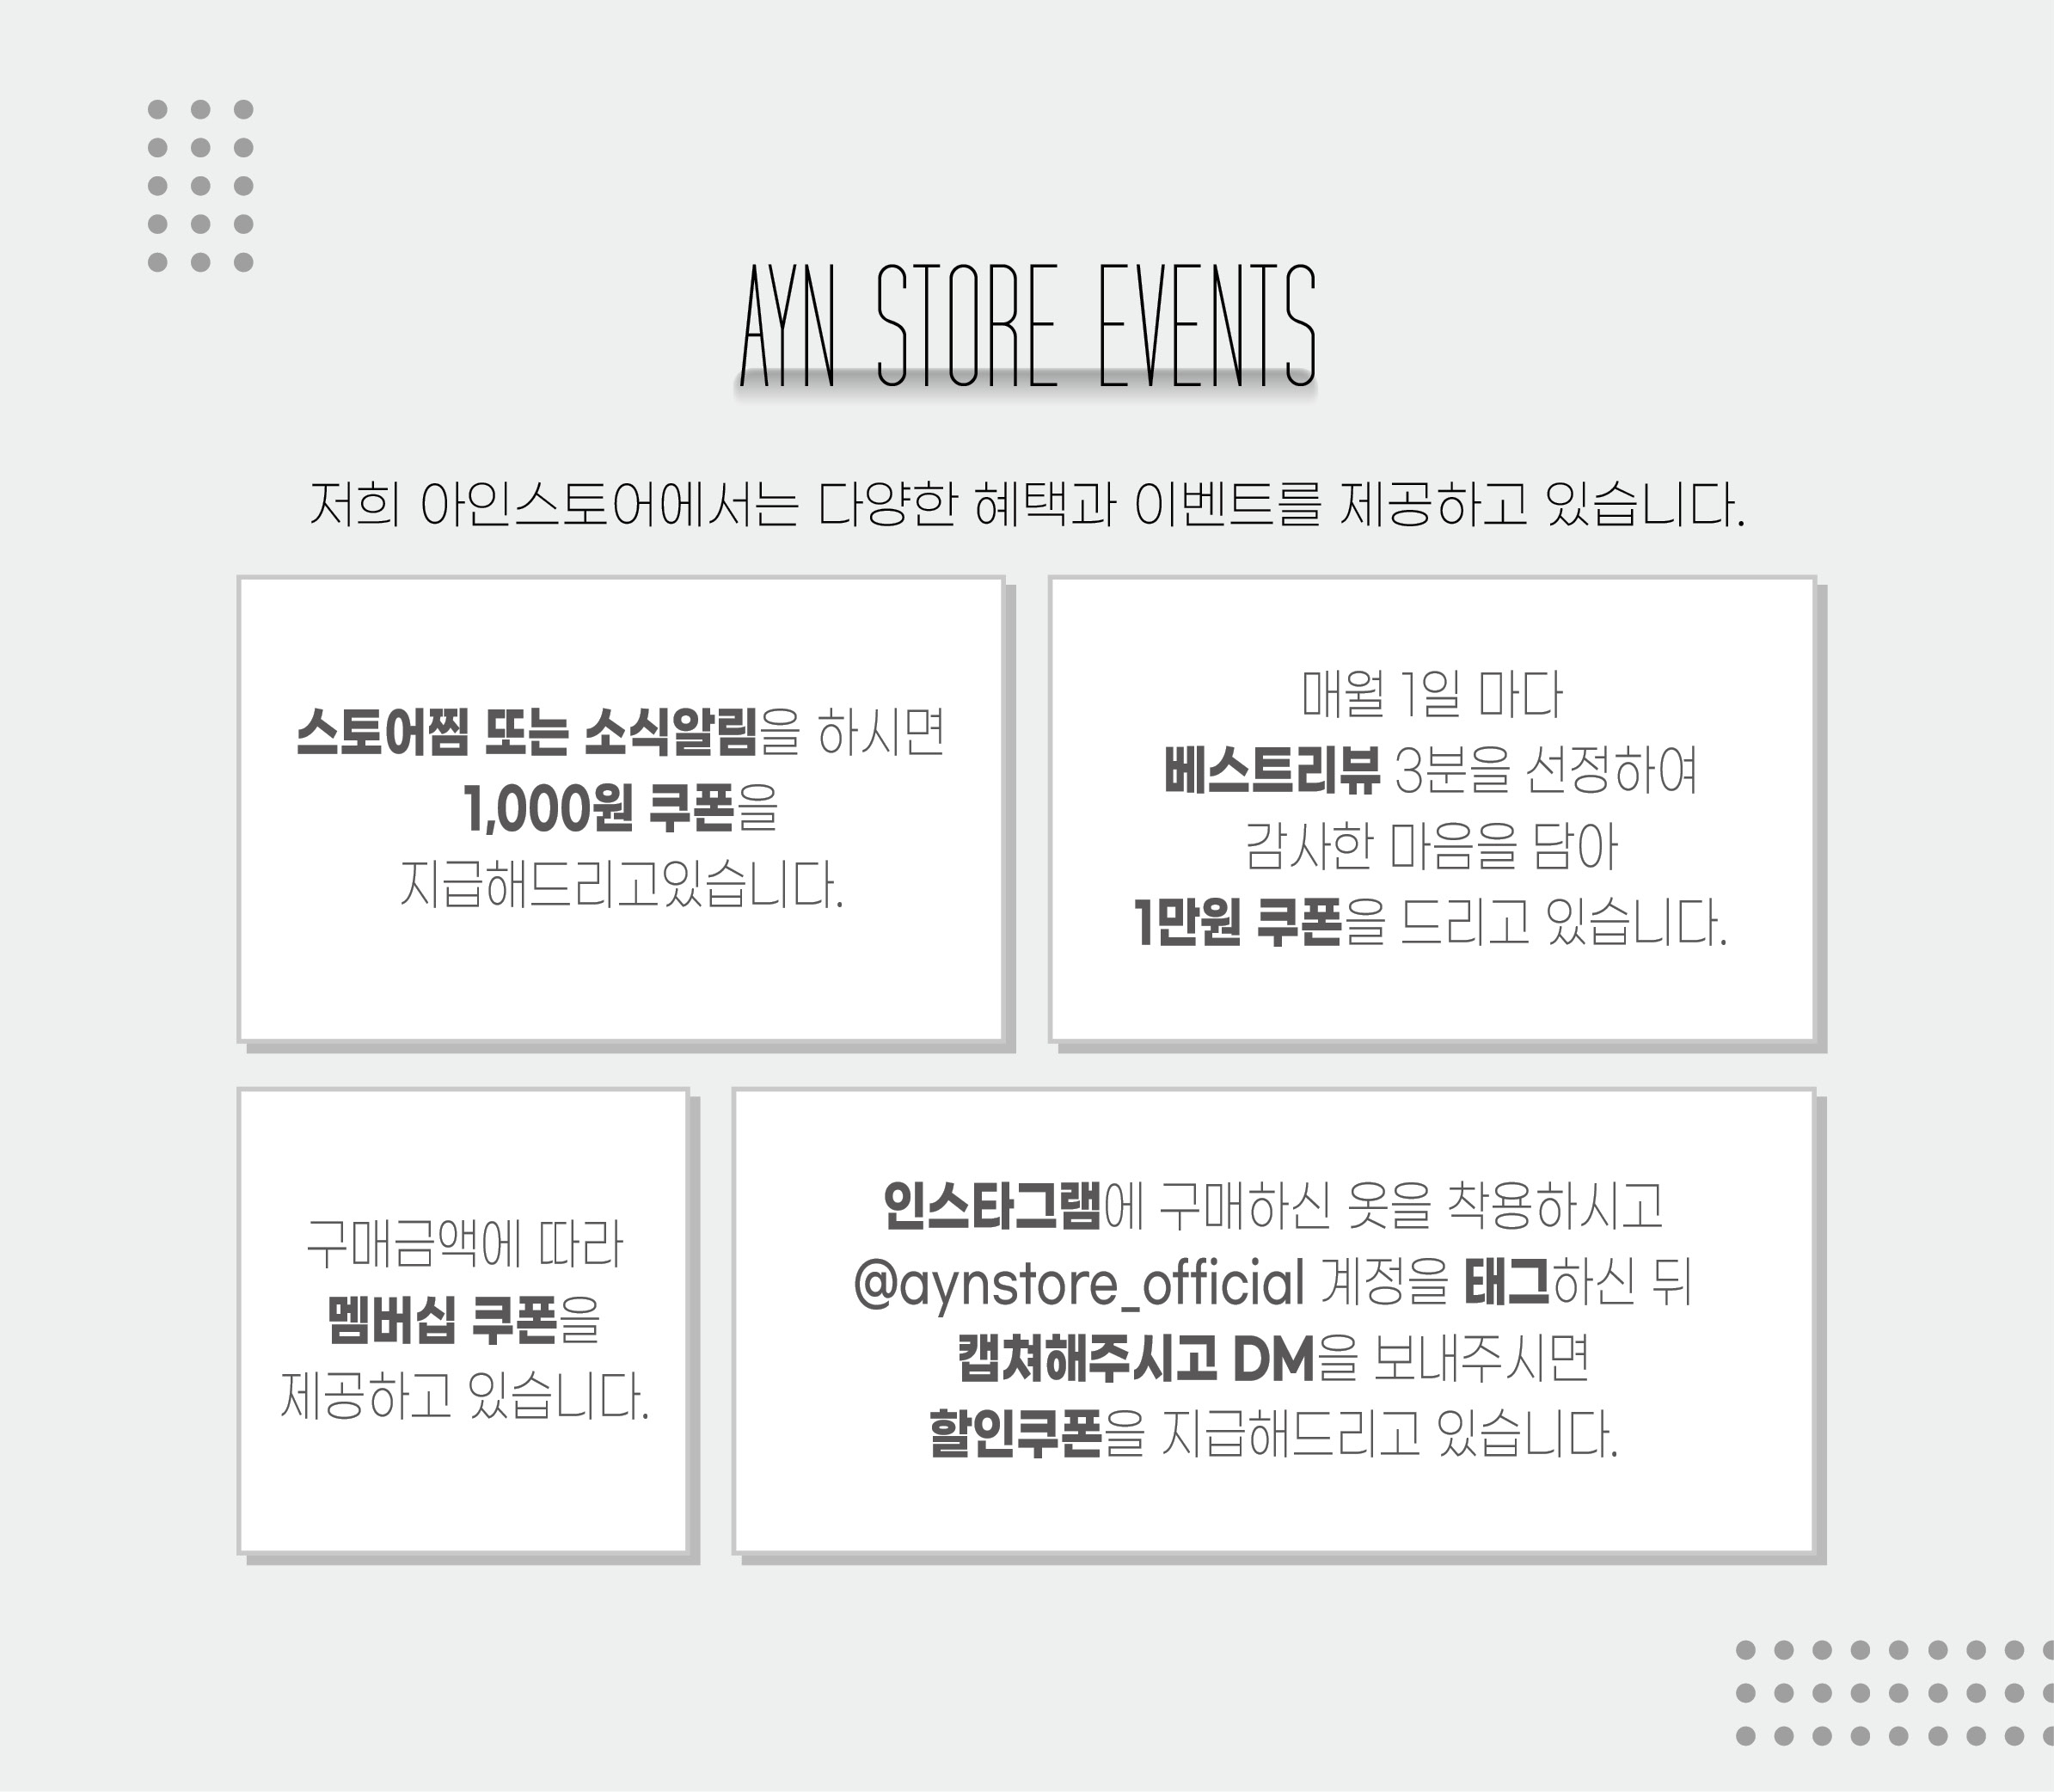 AYN STORE EVENTS
저희 아인스토어에서는 다양한 혜택과 이벤트를 제공하고 있습니다.
스토어찜 또는 소식알림을 하시면
1,000원 쿠폰을
지급해드리고있습니다.
매월 1일 마다
베스트리뷰 3분을 선정하여
감사한 마음을 담아
1만원 쿠폰을 드리고 있습니다.
구매금액에 따라
멤버십 쿠폰을
제공하고 있습니다.
인스타그램에 구매하신 옷을 착용하시고
@aynstore_official 계정을 태그하신 뒤
캡쳐해주시고 DM을 보내주시면
할인쿠폰을 지급해드리고 있습니다.